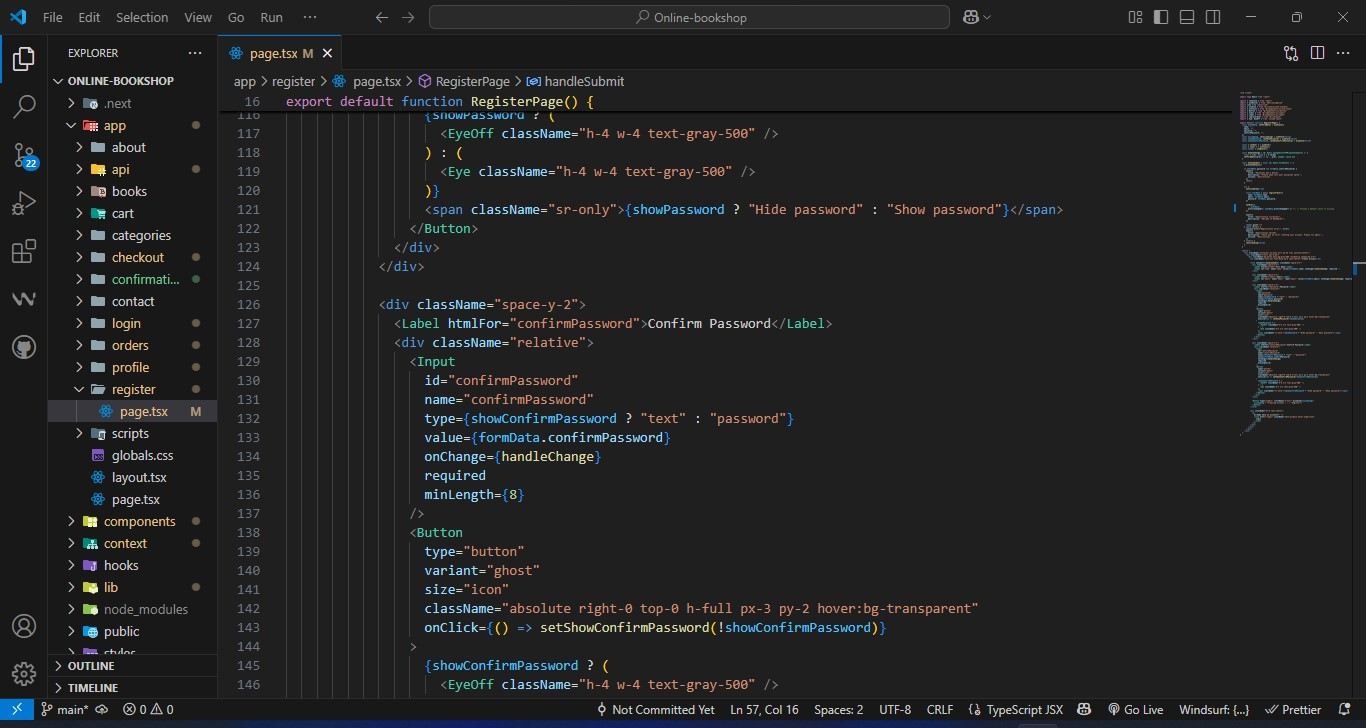 File Edit Selection View Go Run ···
Online-bookshop
EXPLORER ···
page.tsx M
ONLINE-BOOKSHOP
.next
app
about
api
books
cart
categories
checkout
confirmati...
contact
login
orders
profile
register
page.tsx M
scripts
globals.css
layout.tsx
page.tsx
components
context
hooks
lib
node_modules
public
styles
OUTLINE
TIMELINE
22
app > register > page.tsx > RegisterPage > handleSubmit
16 export default function RegisterPage() {
116 {showPassword ? (
117 <EyeOff className="h-4 w-4 text-gray-500" />
118 ) : (
119 <Eye className="h-4 w-4 text-gray-500" />
120 )}
121 <span className="sr-only">{showPassword ? "Hide password" : "Show password"}</span>
122 </Button>
123 </div>
124 </div>
125
126 <div className="space-y-2">
127 <Label htmlFor="confirmPassword">Confirm Password</Label>
128 <div className="relative">
129 <Input
130 id="confirmPassword"
131 name="confirmPassword"
132 type={showConfirmPassword ? "text" : "password"}
133 value={formData.confirmPassword}
134 onChange={handleChange}
135 required
136 minLength={8}
137 />
138 <Button
139 type="button"
140 variant="ghost"
141 size="icon"
142 className="absolute right-0 top-0 h-full px-3 py-2 hover:bg-transparent"
143 onClick={() => setShowConfirmPassword(!showConfirmPassword)}
144 >
145 {showConfirmPassword ? (
146 <EyeOff className="h-4 w-4 text-gray-500" />
main* 0 0 Not Committed Yet Ln 57, Col 16 Spaces: 2 UTF-8 CRLF {} TypeScript JSX Go Live Windsurf: {...} Prettier